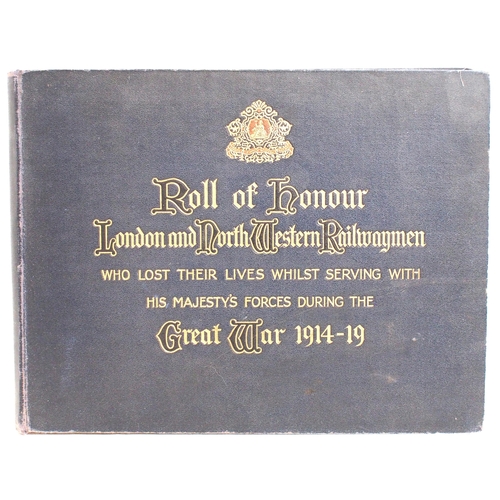 Roll of Honour
London and North Western Railwaymen
WHO LOST THEIR LIVES WHILST SERVING WITH
HIS MAJESTY'S FORCES DURING THE
Great War 1914-19